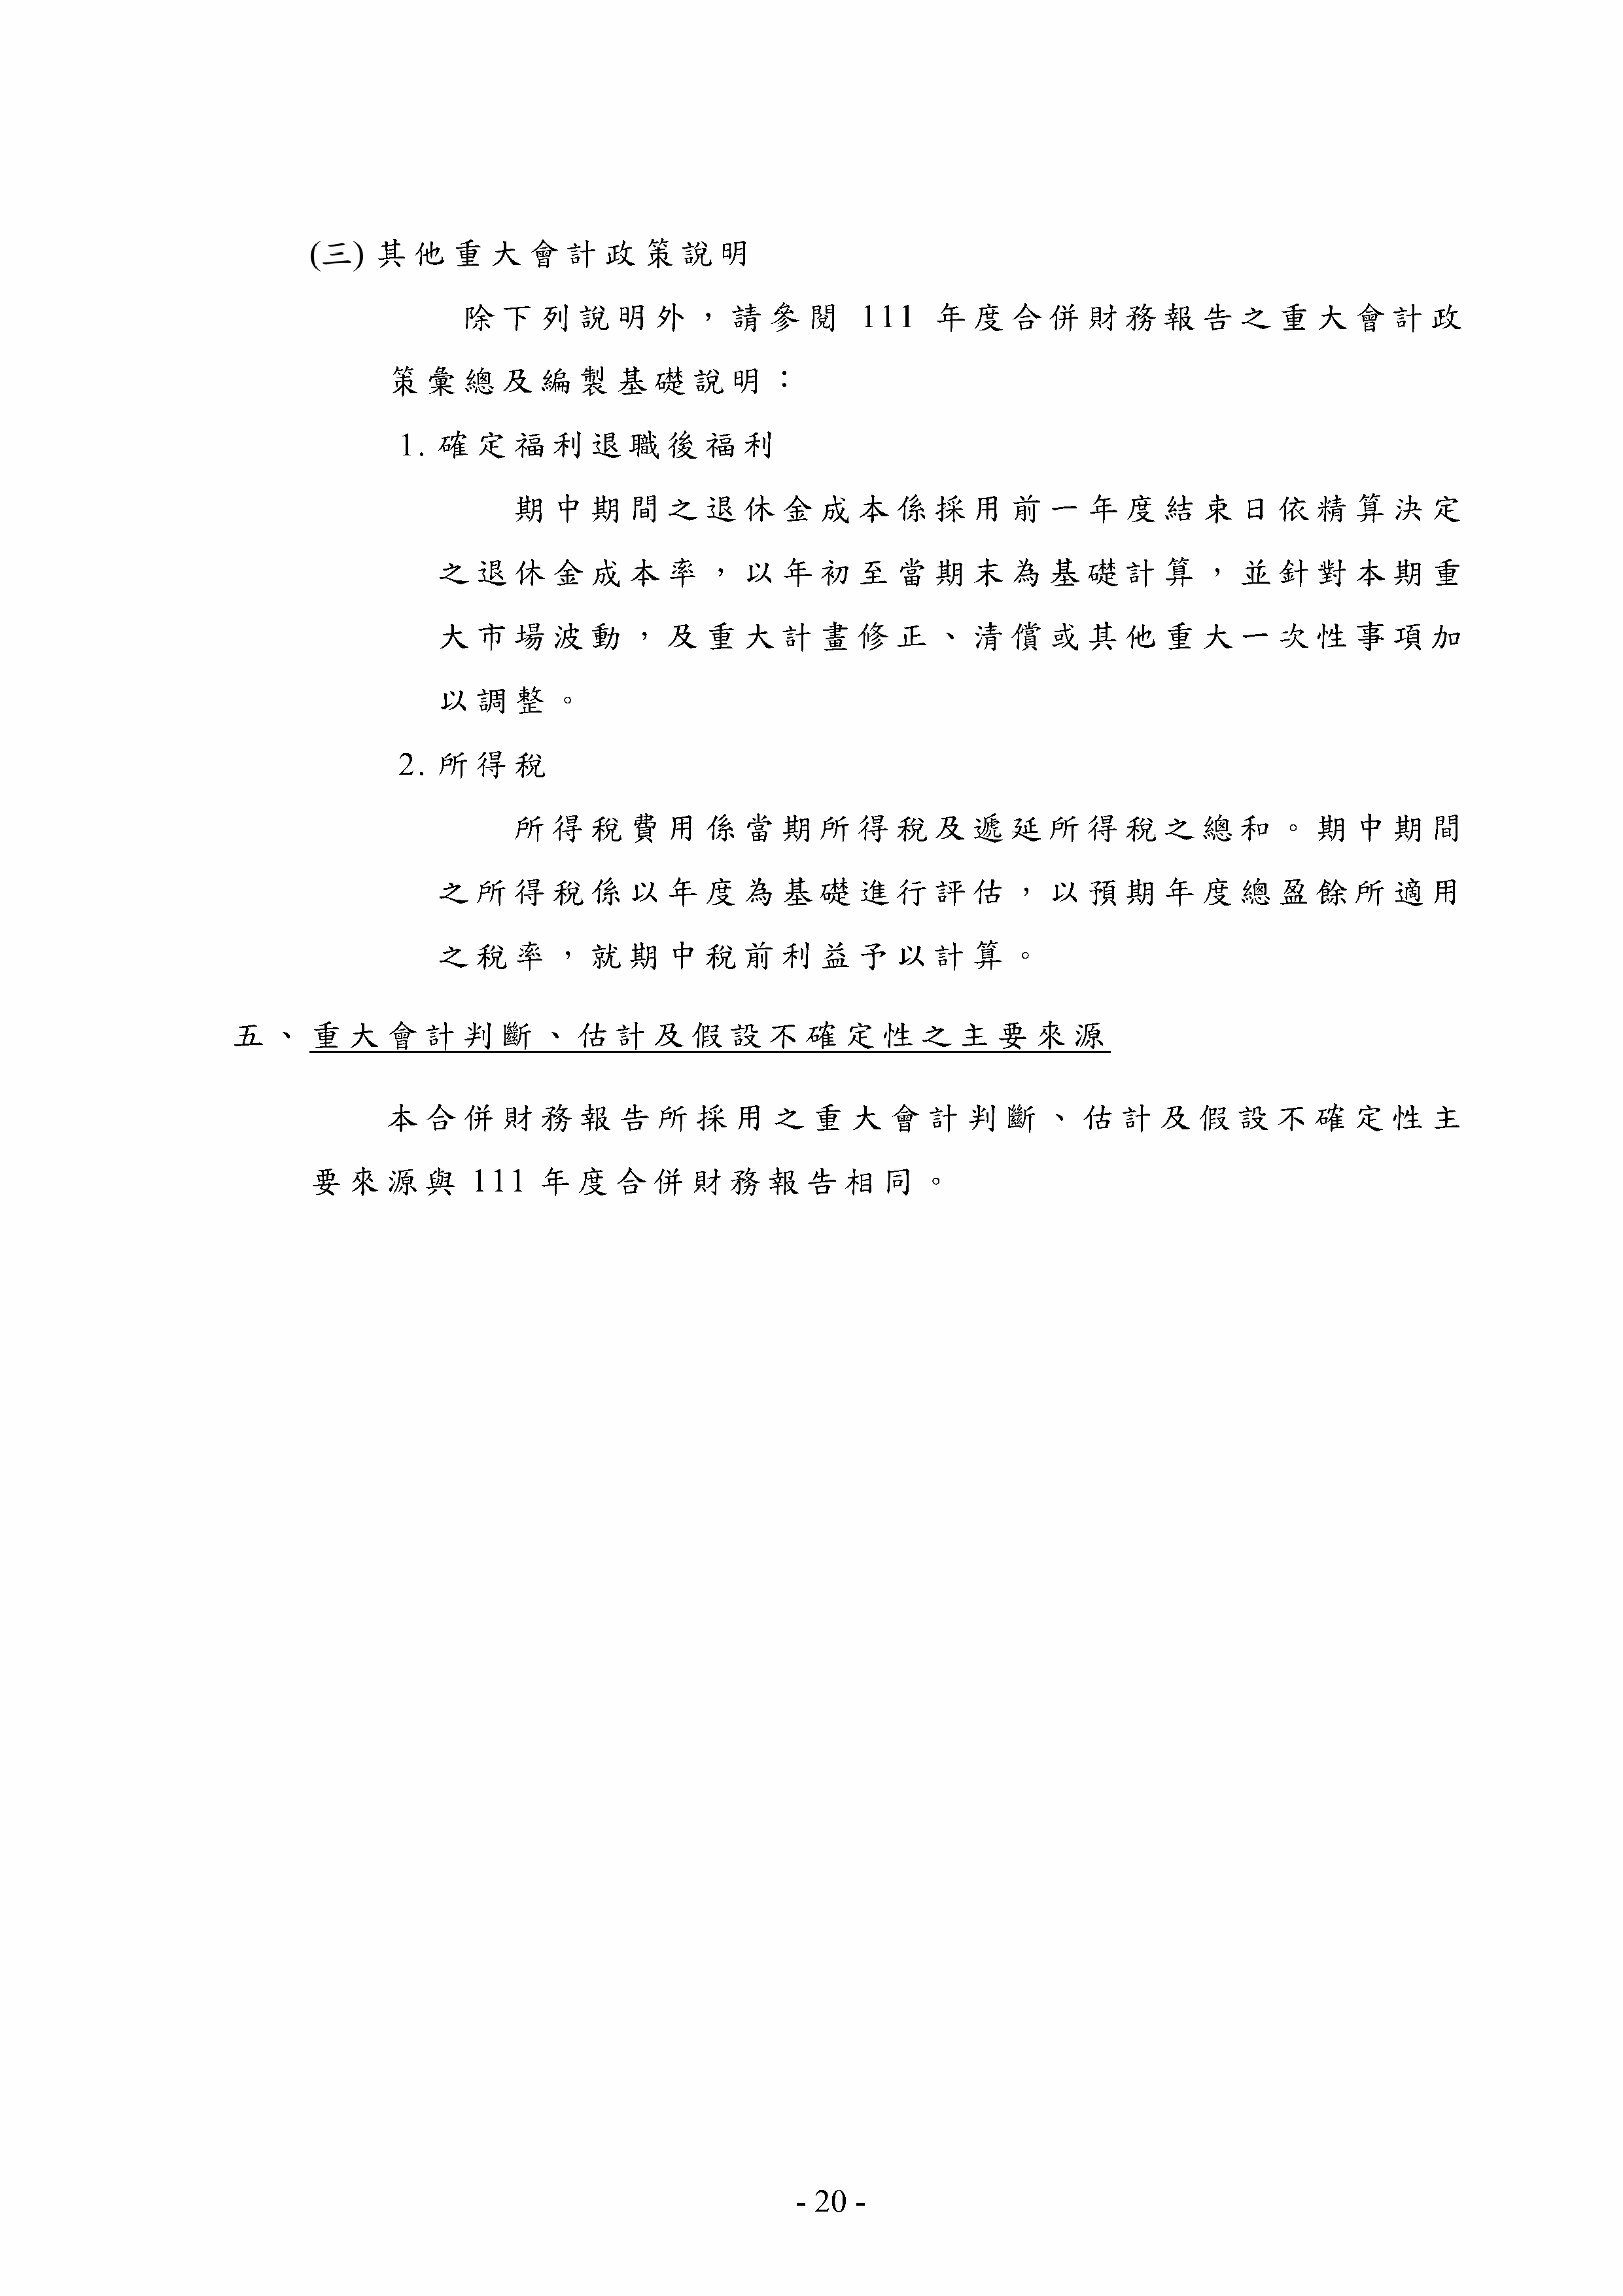 (三) 其他重大會計政策說明
除下列說明外，請參閱 111 年度合併財務報告之重大會計政
策彙總及編製基礎說明：
1. 確定福利退職後福利
期中期間之退休金成本係採用前一年度結束日依精算決定
之退休金成本率，以年初至當期末為基礎計算，並針對本期重
大市場波動，及重大計畫修正、清償或其他重大一次性事項加
以調整。
2. 所得稅
所得稅費用係當期所得稅及遞延所得稅之總和。期中期間
之所得稅係以年度為基礎進行評估，以預期年度總盈餘所適用
之稅率，就期中稅前利益予以計算。
五、重大會計判斷、估計及假設不確定性之主要來源
本合併財務報告所採用之重大會計判斷、估計及假設不確定性主
要來源與 111 年度合併財務報告相同。
- 20 -